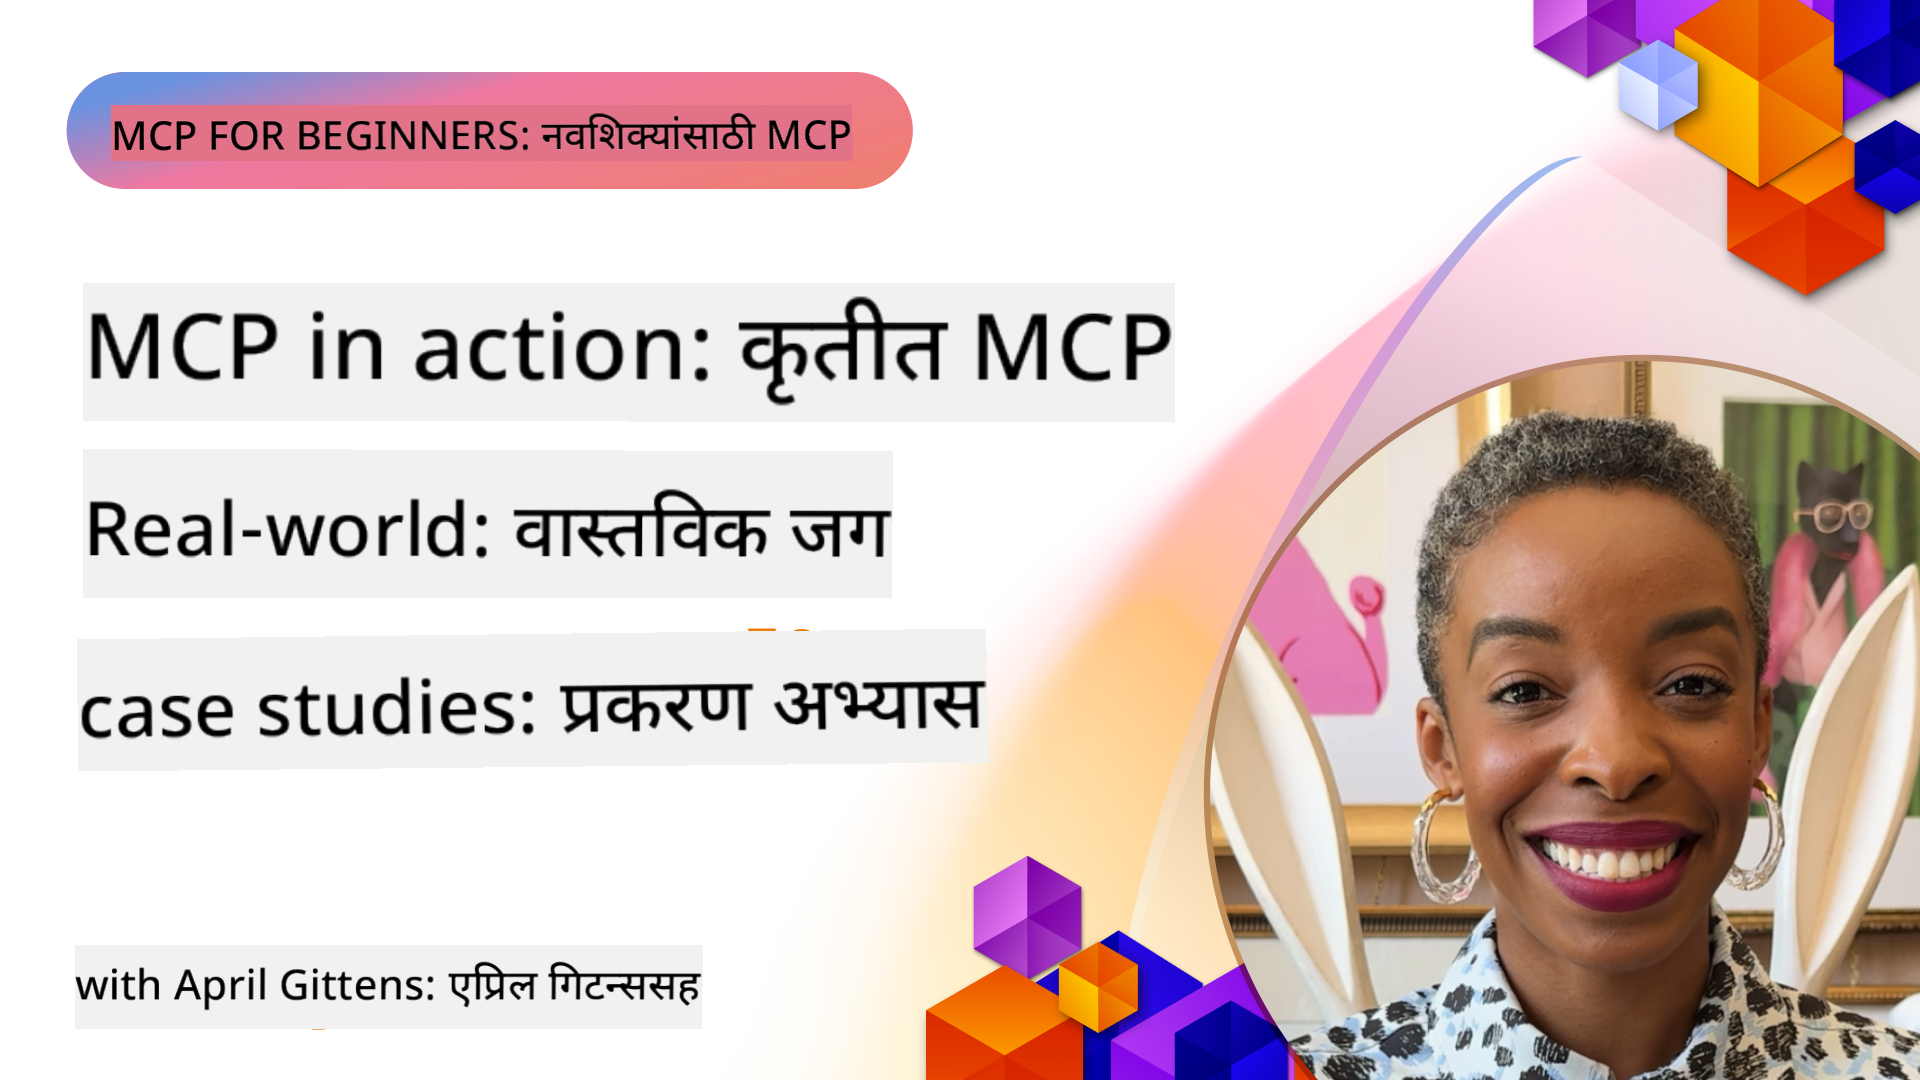 MCP FOR BEGINNERS: नवशिक्यांसाठी MCP
MCP in action: कृतीत MCP
Real-world: वास्तविक जग
case studies: प्रकरण अभ्यास
with April Gittens: एप्रिल गिटन्ससह